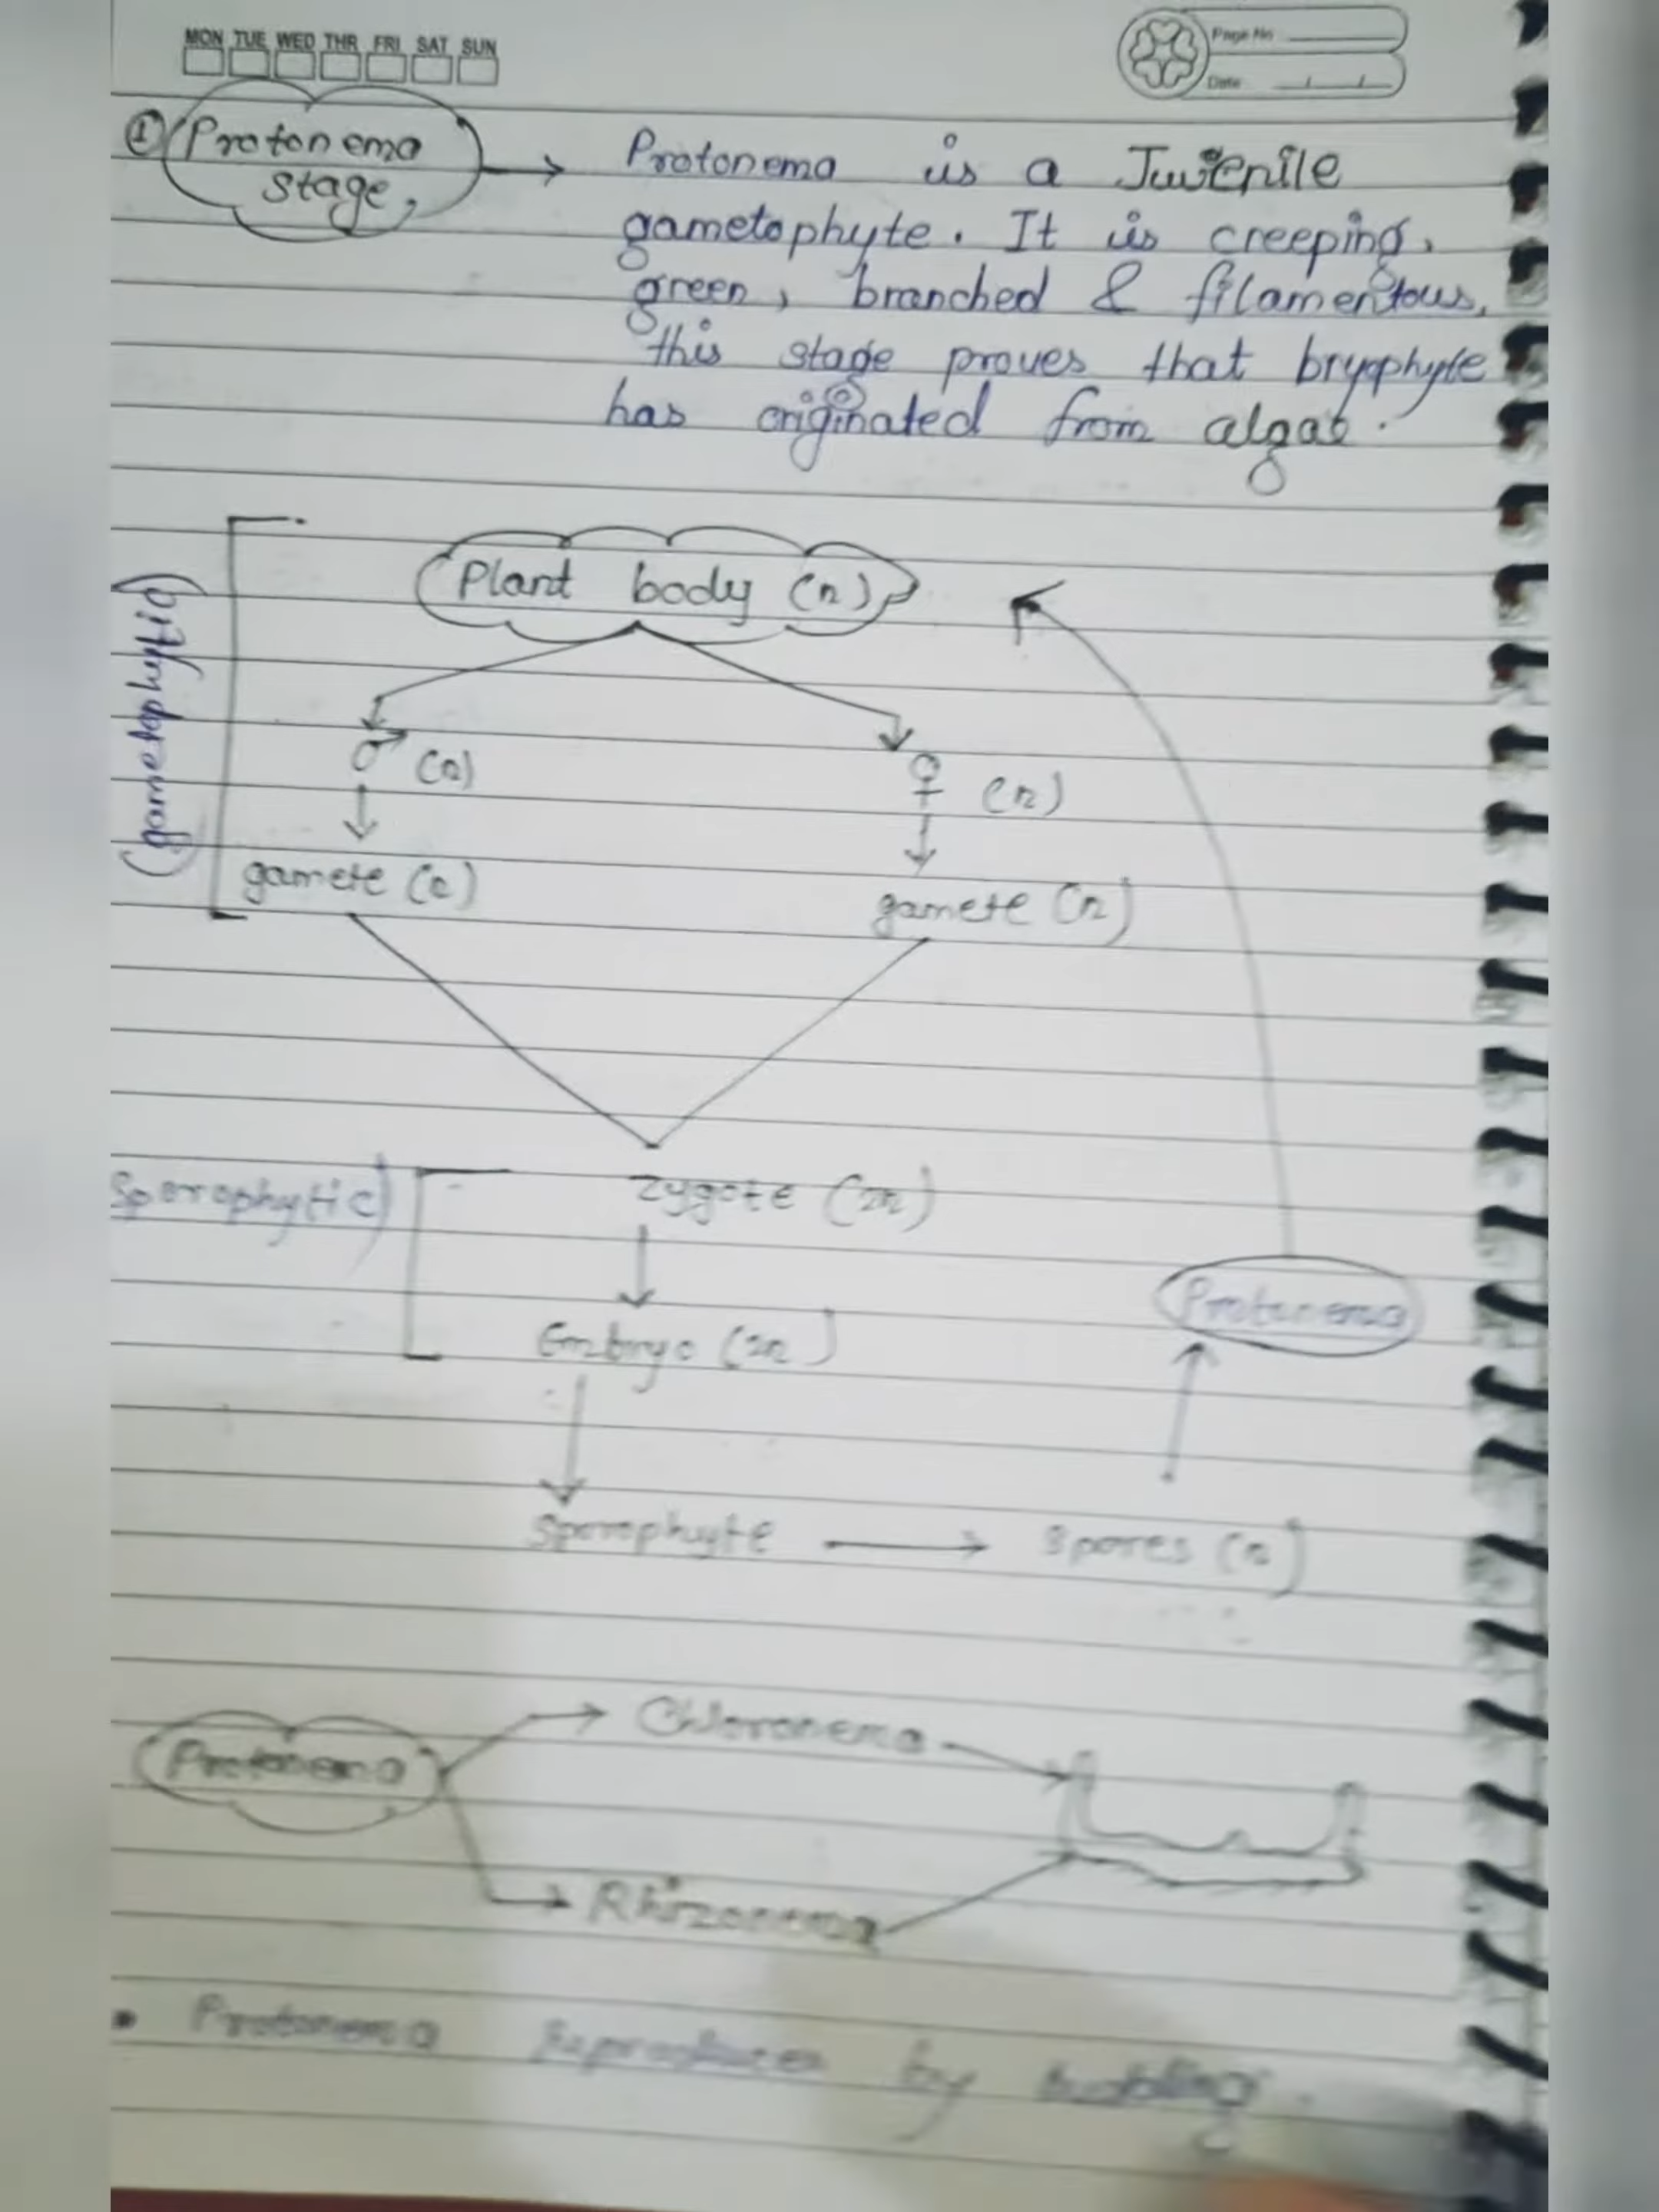 MON TUE WED THR FRI SAT SUN
Page No
Date
① Protonema
stage,
Protonema is a Juvenile
gametophyte. It is creeping,
green, branched & filamentous,
this stage proves that bryophyte
has originated from algae.
Plant body (n)
(gametophytic)
♂ (n)
♀ (n)
gamete (n)
gamete (n)
Sporophytic)
Zygote (2n)
Protonema
Embryo (2n)
Sporophyte → Spores (n)
Chloronema
Protonema
Rhizonema
• Protonema reproduces by budding.